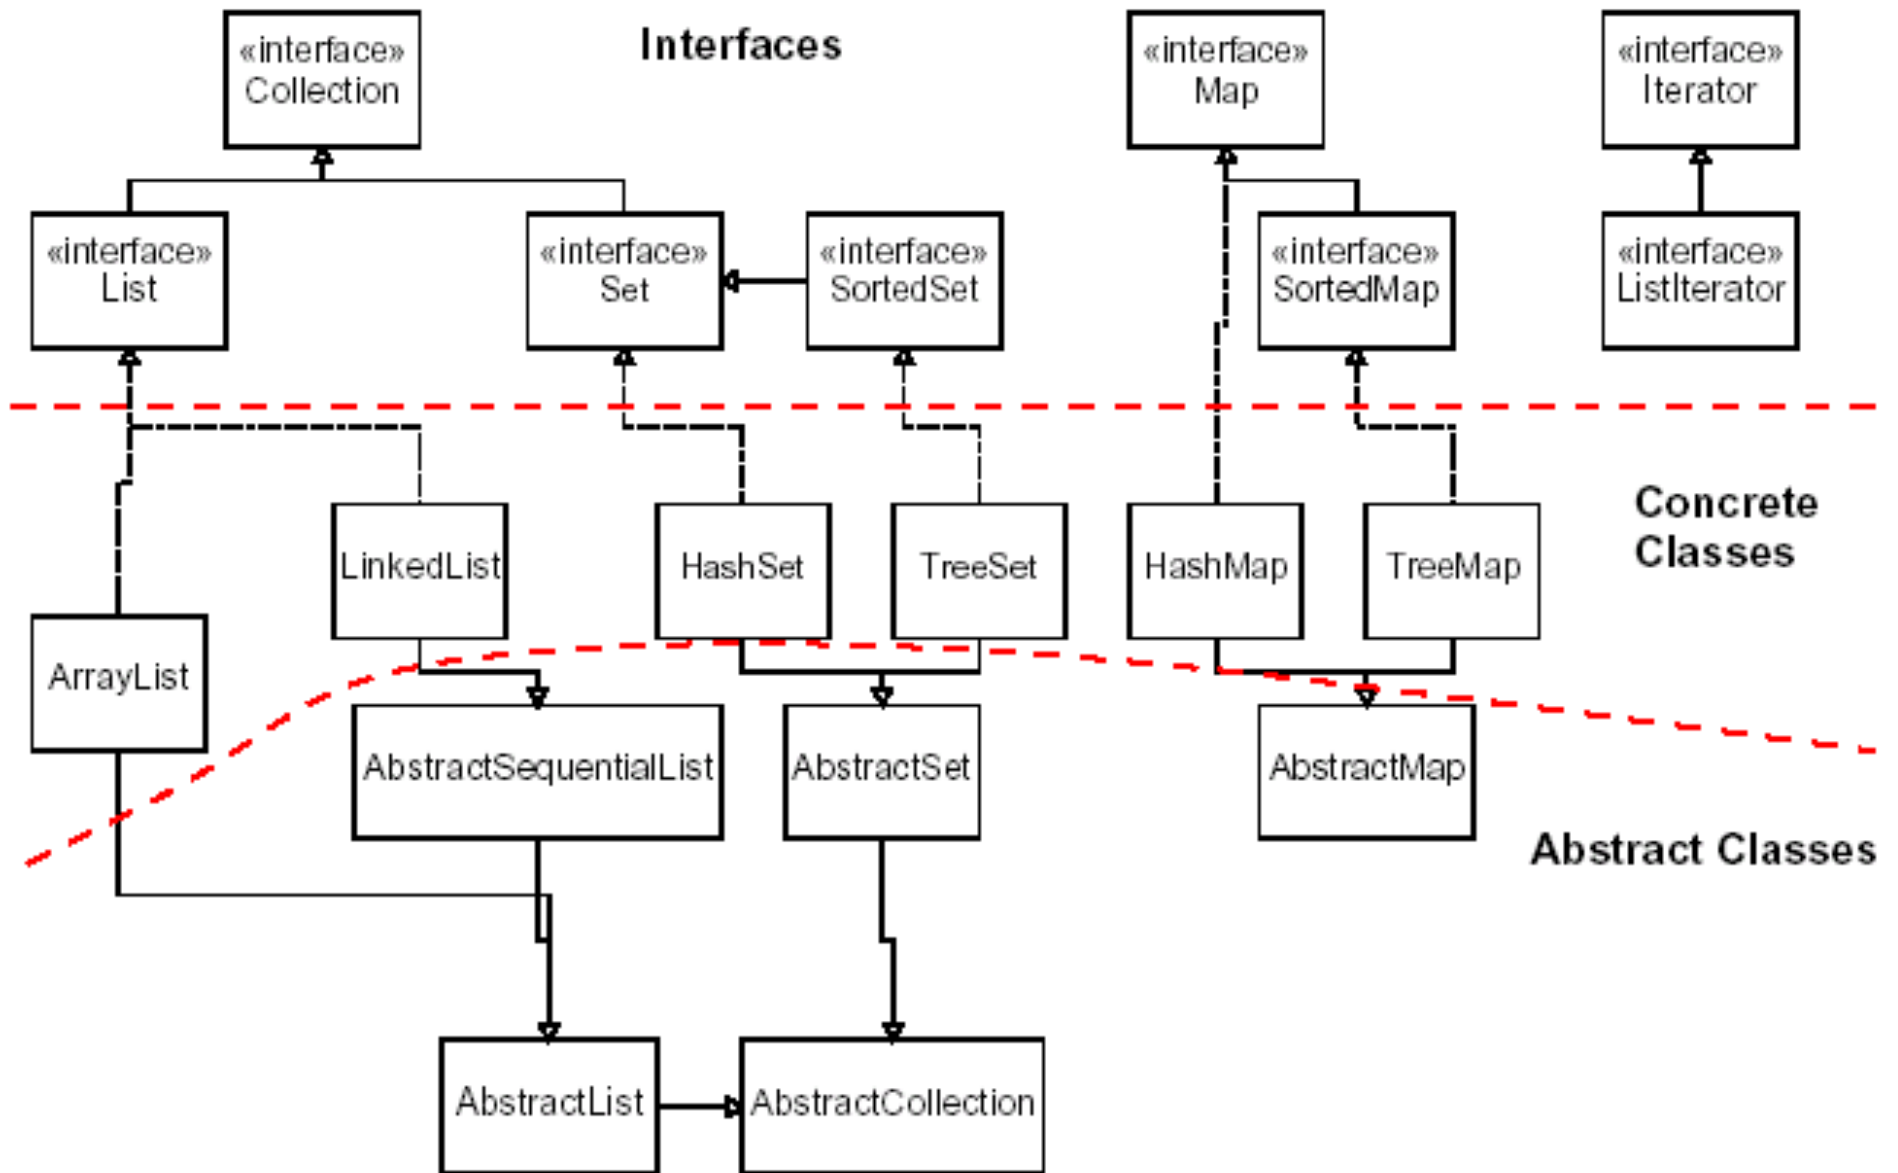 Interfaces
«interface»
Collection
«interface»
Map
«interface»
Iterator
«interface»
List
«interface»
Set
«interface»
SortedSet
«interface»
SortedMap
«interface»
ListIterator
Concrete
Classes
LinkedList
HashSet
TreeSet
HashMap
TreeMap
ArrayList
AbstractSequentialList
AbstractSet
AbstractMap
Abstract Classes
AbstractList
AbstractCollection